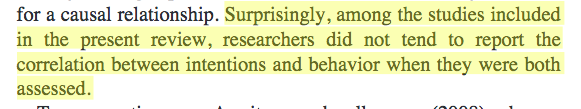 for a causal relationship. Surprisingly, among the studies included
in the present review, researchers did not tend to report the
correlation between intentions and behavior when they were both
assessed.